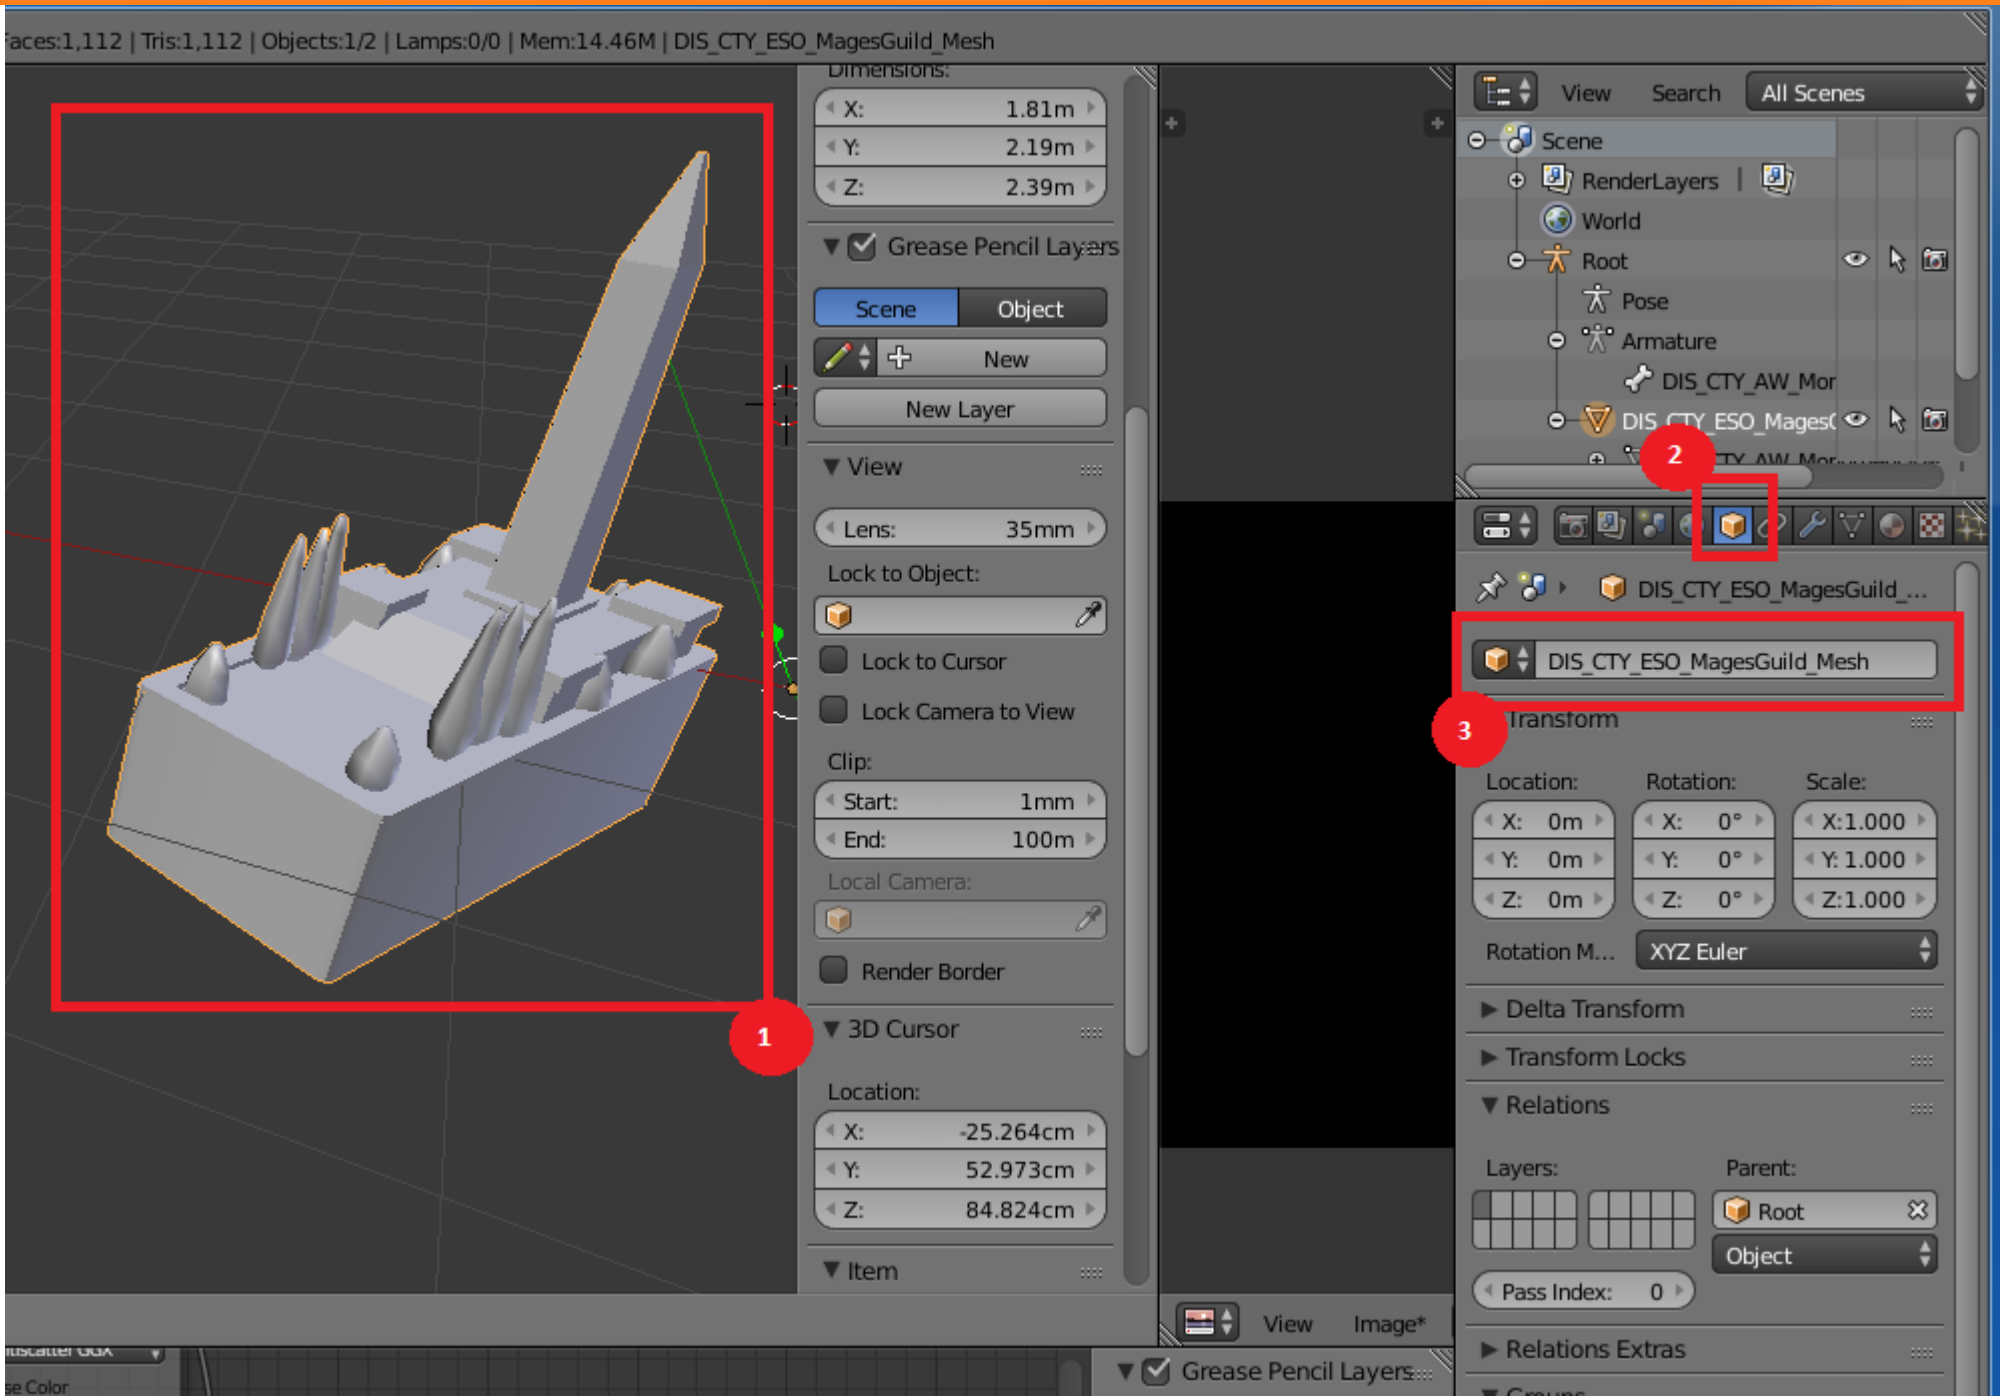 aces:1,112 | Tris:1,112 | Objects:1/2 | Lamps:0/0 | Mem:14.46M | DIS_CTY_ESO_MagesGuild_Mesh
Dimensions:
X: 1.81m
Y: 2.19m
Z: 2.39m
Grease Pencil Layers
Scene Object
New
New Layer
View
Lens: 35mm
Lock to Object:
Lock to Cursor
Lock Camera to View
Clip:
Start: 1mm
End: 100m
Local Camera:
Render Border
1
3D Cursor
Location:
X: -25.264cm
Y: 52.973cm
Z: 84.824cm
Item
View Image*
Grease Pencil Layers
se Color
View Search All Scenes
Scene
RenderLayers |
World
Root
Pose
Armature
DIS_CTY_AW_Mor
DIS_CTY_ESO_Mages(
TY_AW_Mor
2
DIS_CTY_ESO_MagesGuild_...
DIS_CTY_ESO_MagesGuild_Mesh
3
Transform
Location: Rotation: Scale:
X: 0m X: 0° X:1.000
Y: 0m Y: 0° Y: 1.000
Z: 0m Z: 0° Z:1.000
Rotation M... XYZ Euler
Delta Transform
Transform Locks
Relations
Layers: Parent:
Root
Object
Pass Index: 0
Relations Extras
Groups